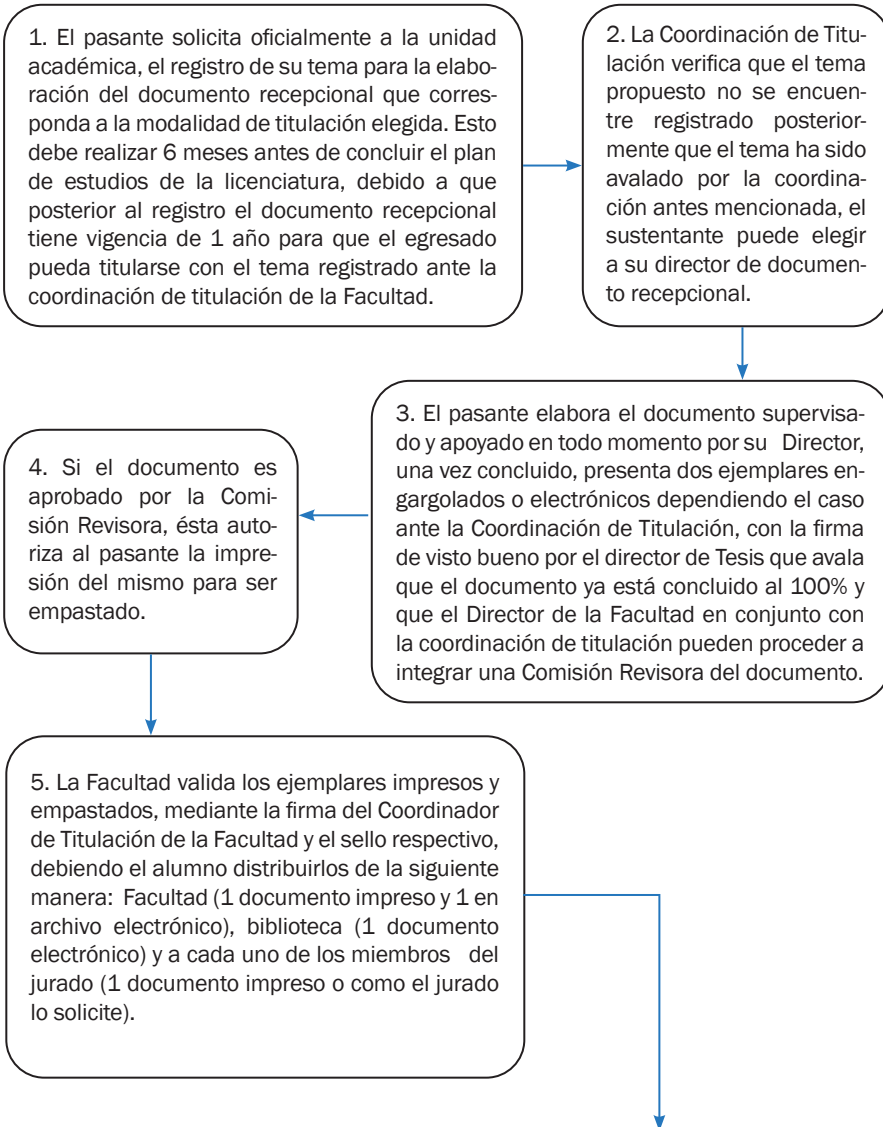 1. El pasante solicita oficialmente a la unidad
académica, el registro de su tema para la elabo-
ración del documento recepcional que corres-
ponda a la modalidad de titulación elegida. Esto
debe realizar 6 meses antes de concluir el plan
de estudios de la licenciatura, debido a que
posterior al registro el documento recepcional
tiene vigencia de 1 año para que el egresado
pueda titularse con el tema registrado ante la
coordinación de titulación de la Facultad.
2. La Coordinación de Titu-
lación verifica que el tema
propuesto no se encuen-
tre registrado posterior-
mente que el tema ha sido
avalado por la coordina-
ción antes mencionada, el
sustentante puede elegir
a su director de documen-
to recepcional.
3. El pasante elabora el documento supervisa-
do y apoyado en todo momento por su Director,
una vez concluido, presenta dos ejemplares en-
gargolados o electrónicos dependiendo el caso
ante la Coordinación de Titulación, con la firma
de visto bueno por el director de Tesis que avala
que el documento ya está concluido al 100% y
que el Director de la Facultad en conjunto con
la coordinación de titulación pueden proceder a
integrar una Comisión Revisora del documento.
4. Si el documento es
aprobado por la Comi-
sión Revisora, ésta auto-
riza al pasante la impre-
sión del mismo para ser
empastado.
5. La Facultad valida los ejemplares impresos y
empastados, mediante la firma del Coordinador
de Titulación de la Facultad y el sello respectivo,
debiendo el alumno distribuirlos de la siguiente
manera: Facultad (1 documento impreso y 1 en
archivo electrónico), biblioteca (1 documento
electrónico) y a cada uno de los miembros del
jurado (1 documento impreso o como el jurado
lo solicite).